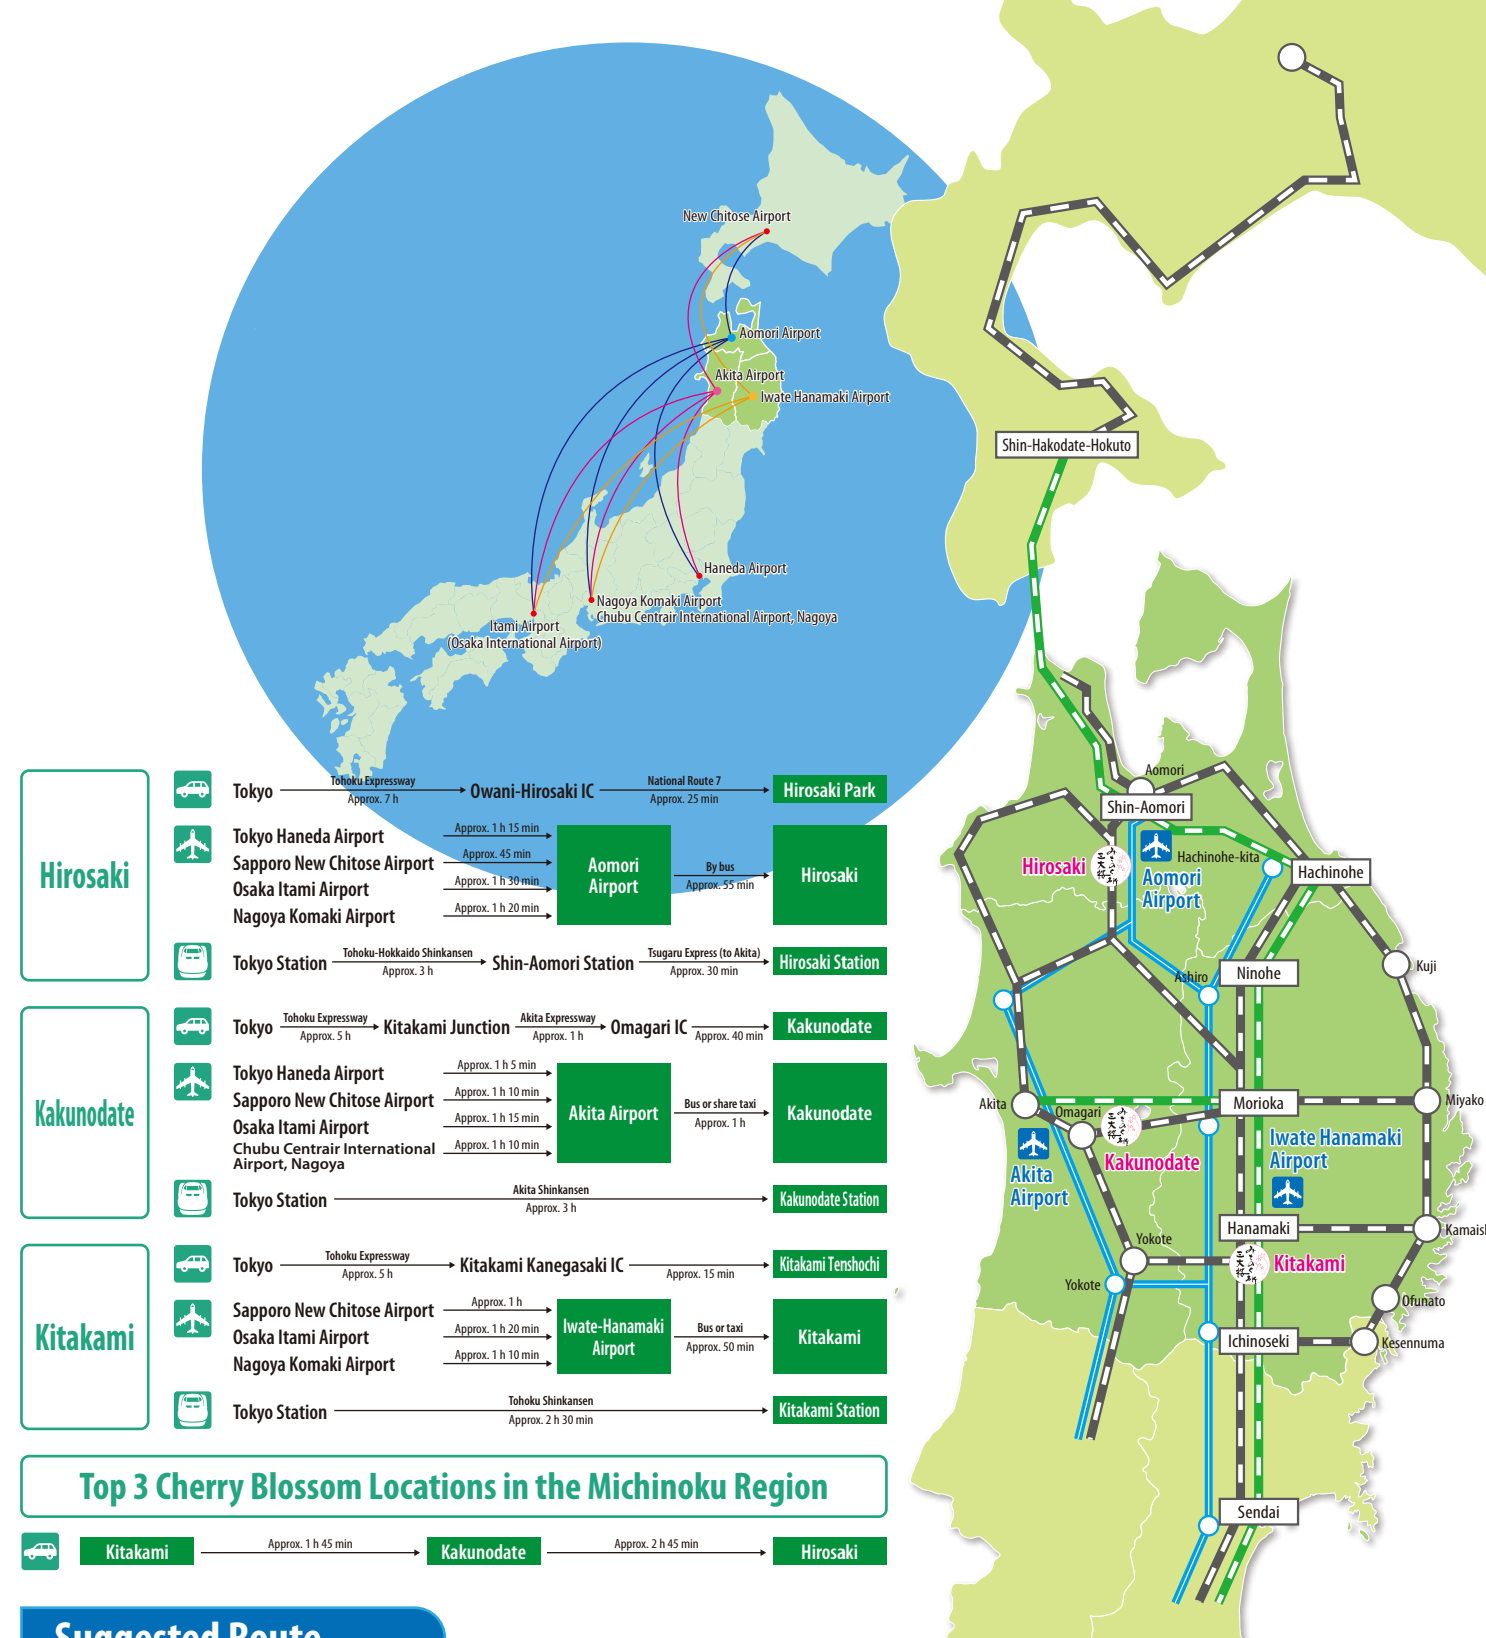 New Chitose Airport
Aomori Airport
Akita Airport
Iwate Hanamaki Airport
Haneda Airport
Nagoya Komaki Airport
Chubu Centrair International Airport, Nagoya
Itami Airport
(Osaka International Airport)
Hirosaki
Tokyo
Tohoku Expressway
Approx. 7 h
Owani-Hirosaki IC
National Route 7
Approx. 25 min
Hirosaki Park
Tokyo Haneda Airport
Approx. 1 h 15 min
Sapporo New Chitose Airport
Approx. 45 min
Osaka Itami Airport
Approx. 1 h 30 min
Nagoya Komaki Airport
Approx. 1 h 20 min
Aomori
Airport
By bus
Approx. 55 min
Hirosaki
Tokyo Station
Tohoku-Hokkaido Shinkansen
Approx. 3 h
Shin-Aomori Station
Tsugaru Express (to Akita)
Approx. 30 min
Hirosaki Station
Kakunodate
Tokyo
Tohoku Expressway
Approx. 5 h
Kitakami Junction
Akita Expressway
Approx. 1 h
Omagari IC
Approx. 40 min
Kakunodate
Tokyo Haneda Airport
Approx. 1 h 5 min
Sapporo New Chitose Airport
Approx. 1 h 10 min
Osaka Itami Airport
Approx. 1 h 15 min
Chubu Centrair International
Airport, Nagoya
Approx. 1 h 10 min
Akita Airport
Bus or share taxi
Approx. 1 h
Kakunodate
Tokyo Station
Akita Shinkansen
Approx. 3 h
Kakunodate Station
Kitakami
Tokyo
Tohoku Expressway
Approx. 5 h
Kitakami Kanegasaki IC
Approx. 15 min
Kitakami Tenshochi
Sapporo New Chitose Airport
Approx. 1 h
Osaka Itami Airport
Approx. 1 h 20 min
Nagoya Komaki Airport
Approx. 1 h 10 min
Iwate-Hanamaki
Airport
Bus or taxi
Approx. 50 min
Kitakami
Tokyo Station
Tohoku Shinkansen
Approx. 2 h 30 min
Kitakami Station
Top 3 Cherry Blossom Locations in the Michinoku Region
Kitakami
Approx. 1 h 45 min
Kakunodate
Approx. 2 h 45 min
Hirosaki
Suggested Route
Shin-Hakodate-Hokuto
Aomori
Shin-Aomori
Hirosaki
Aomori
Airport
Hachinohe-kita
Hachinohe
Ninohe
Kuji
Ashiro
Akita
Omagari
Morioka
Miyako
Akita
Airport
Kakunodate
Iwate Hanamaki
Airport
Hanamaki
Kamaish
Yokote
Kitakami
Yokote
Ofunato
Ichinoseki
Kesennuma
Sendai